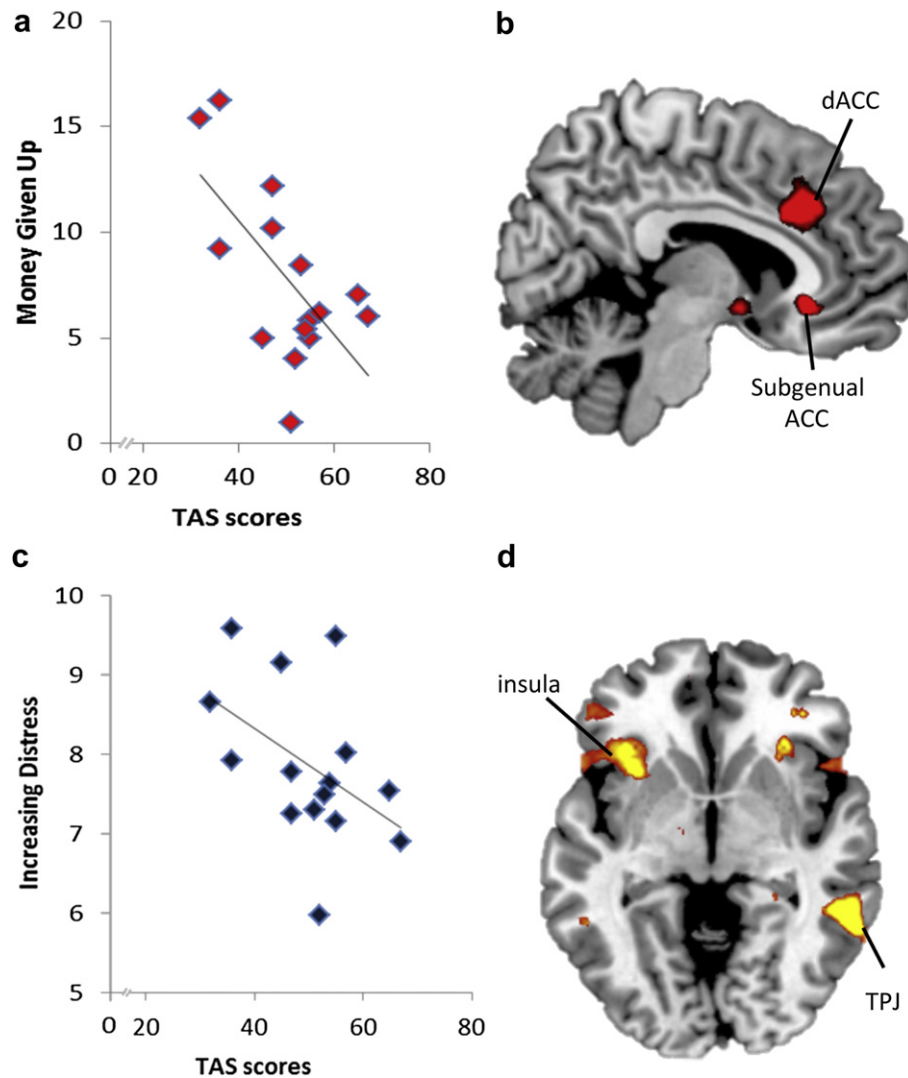 a
20
15
10
5
0
Money Given Up
0 20 40 60 80
TAS scores
b
dACC
Subgenual
ACC
c
10
9
8
7
6
5
Increasing Distress
0 20 40 60 80
TAS scores
d
insula
TPJ